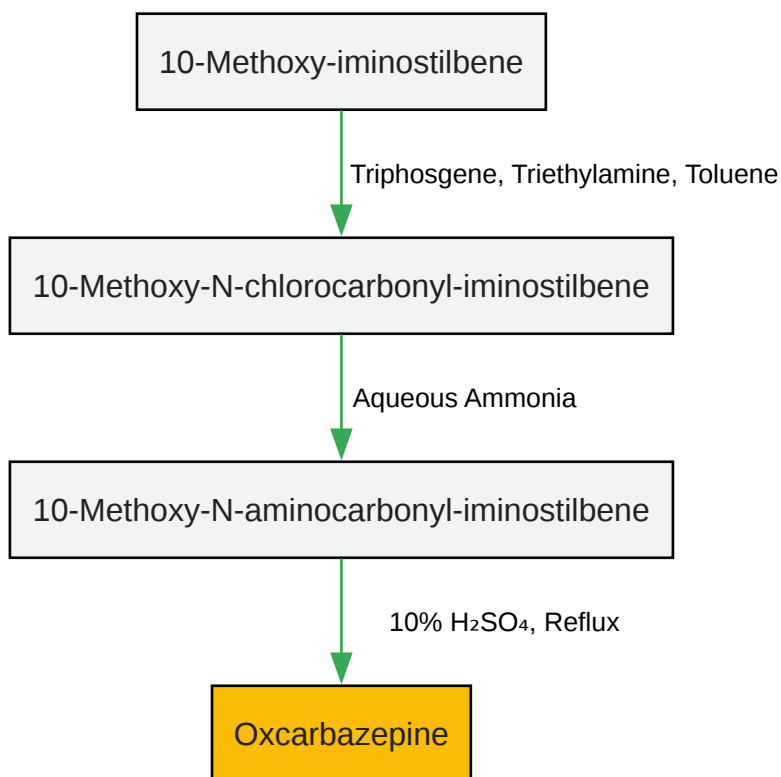 10-Methoxy-iminostilbene
Triphosgene, Triethylamine, Toluene
10-Methoxy-N-chlorocarbonyl-iminostilbene
Aqueous Ammonia
10-Methoxy-N-aminocarbonyl-iminostilbene
10% H₂SO₄, Reflux
Oxcarbazepine